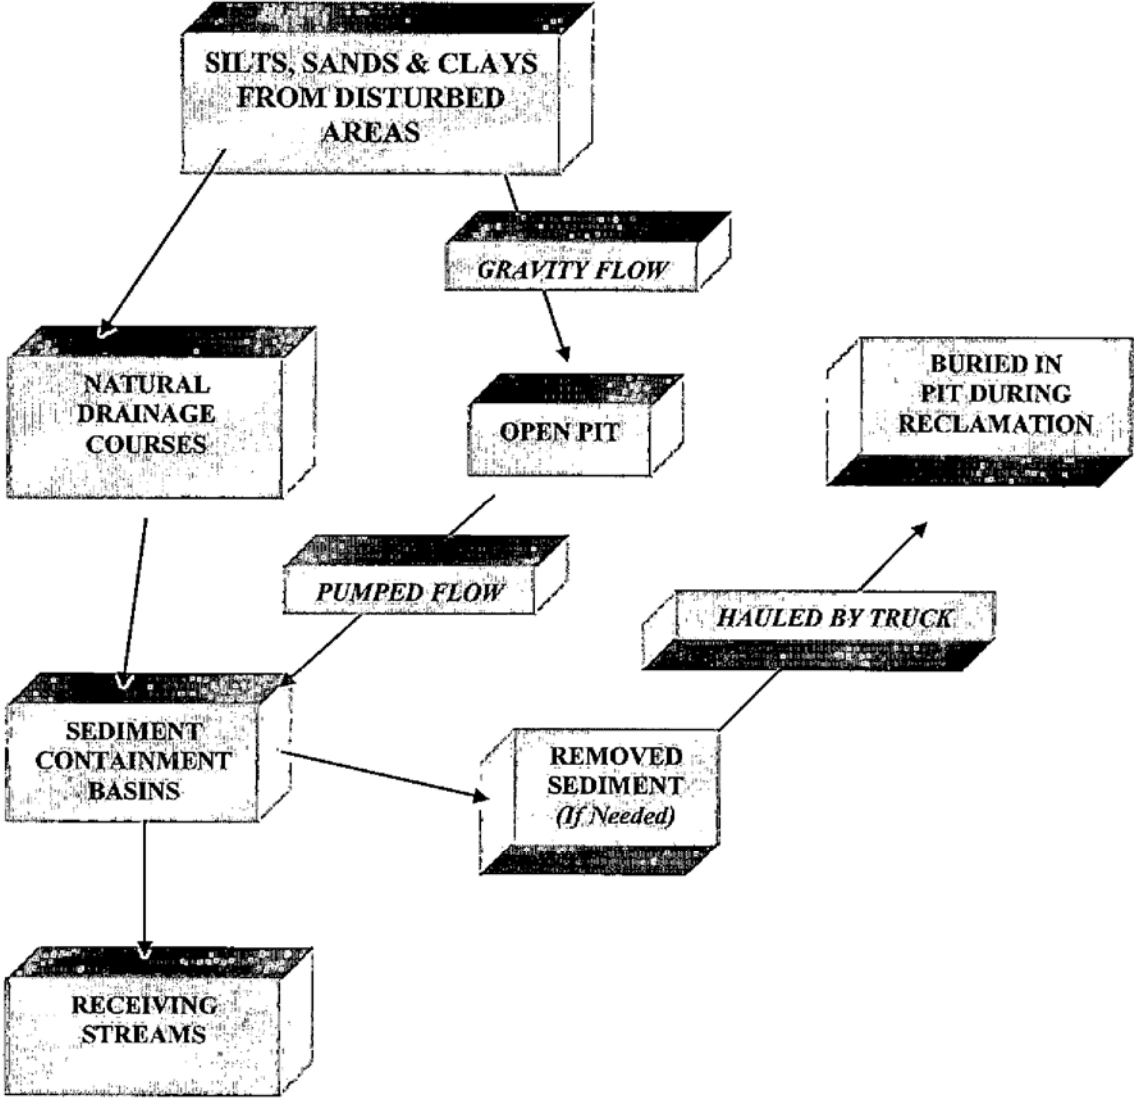 SILTS, SANDS & CLAYS
FROM DISTURBED
AREAS
GRAVITY FLOW
NATURAL
DRAINAGE
COURSES
OPEN PIT
BURIED IN
PIT DURING
RECLAMATION
PUMPED FLOW
HAULED BY TRUCK
SEDIMENT
CONTAINMENT
BASINS
REMOVED
SEDIMENT
(If Needed)
RECEIVING
STREAMS